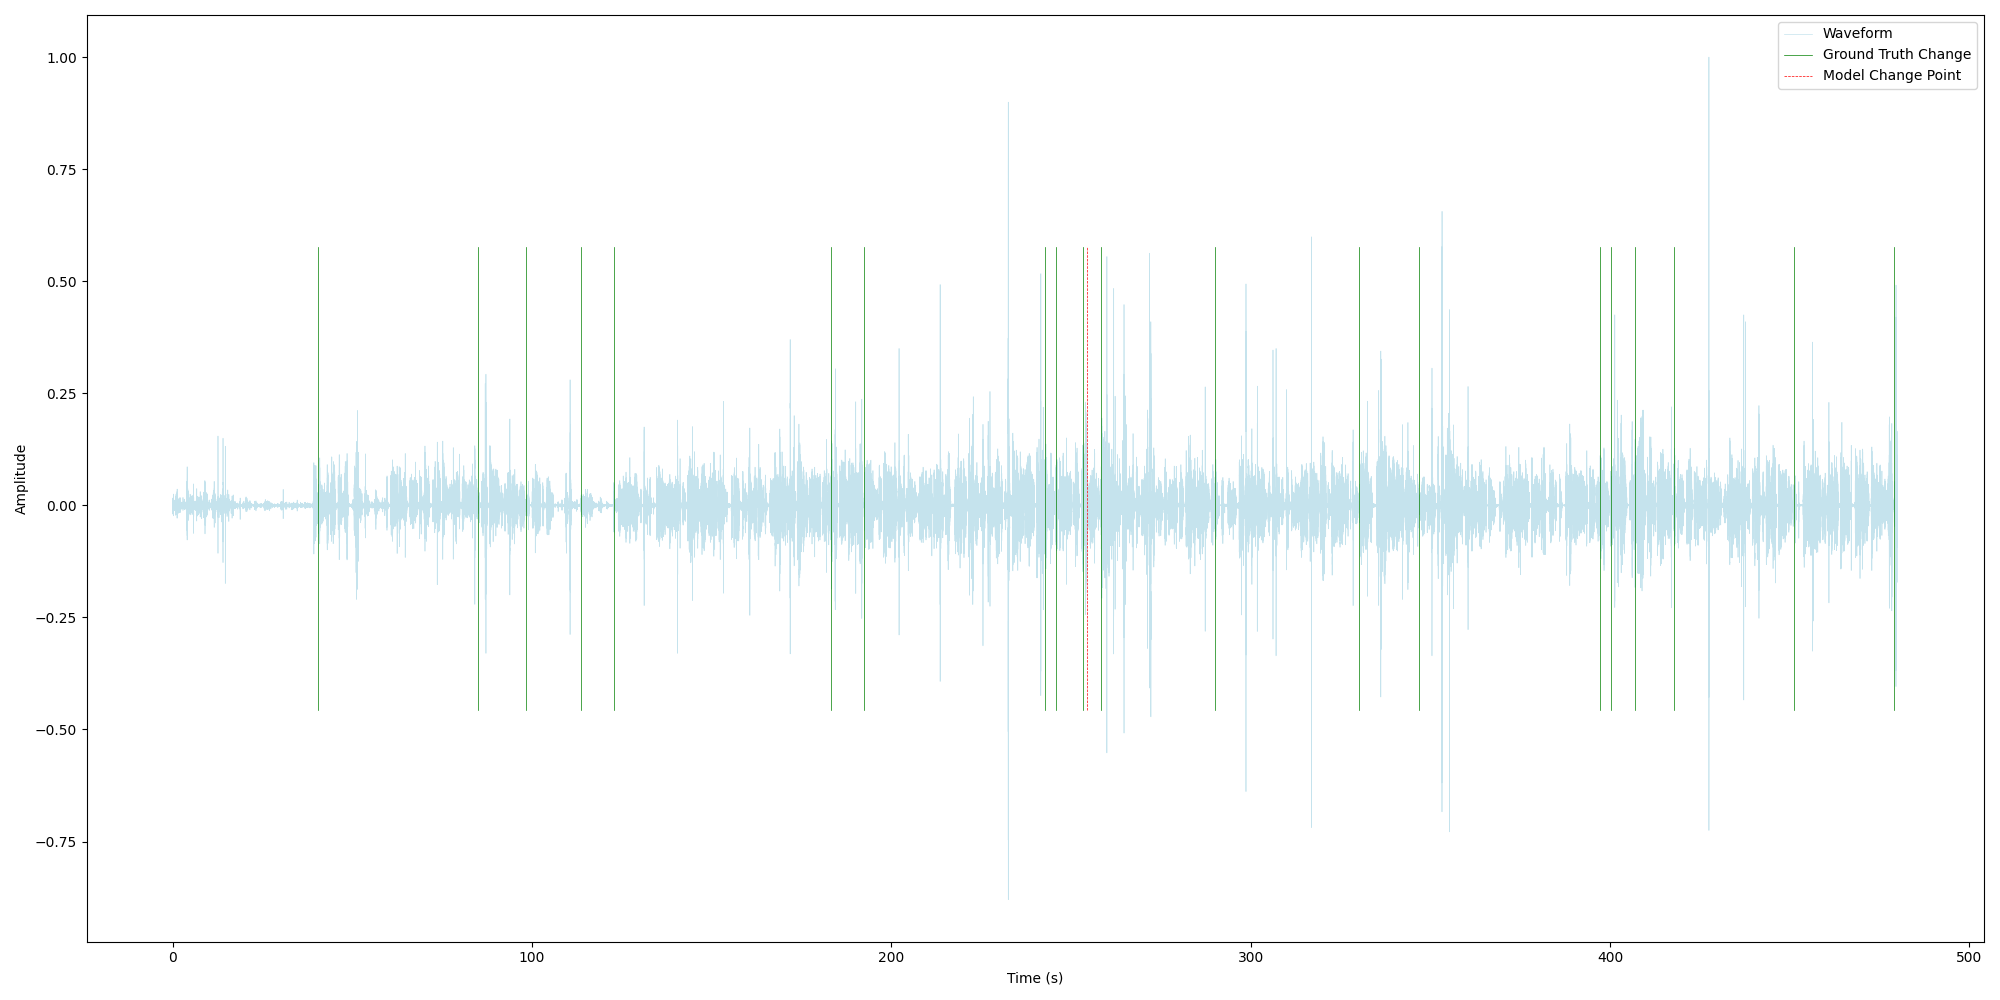 Waveform
Ground Truth Change
Model Change Point
1.00
0.75
0.50
0.25
0.00
−0.25
−0.50
−0.75
Amplitude
0 100 200 300 400 500
Time (s)